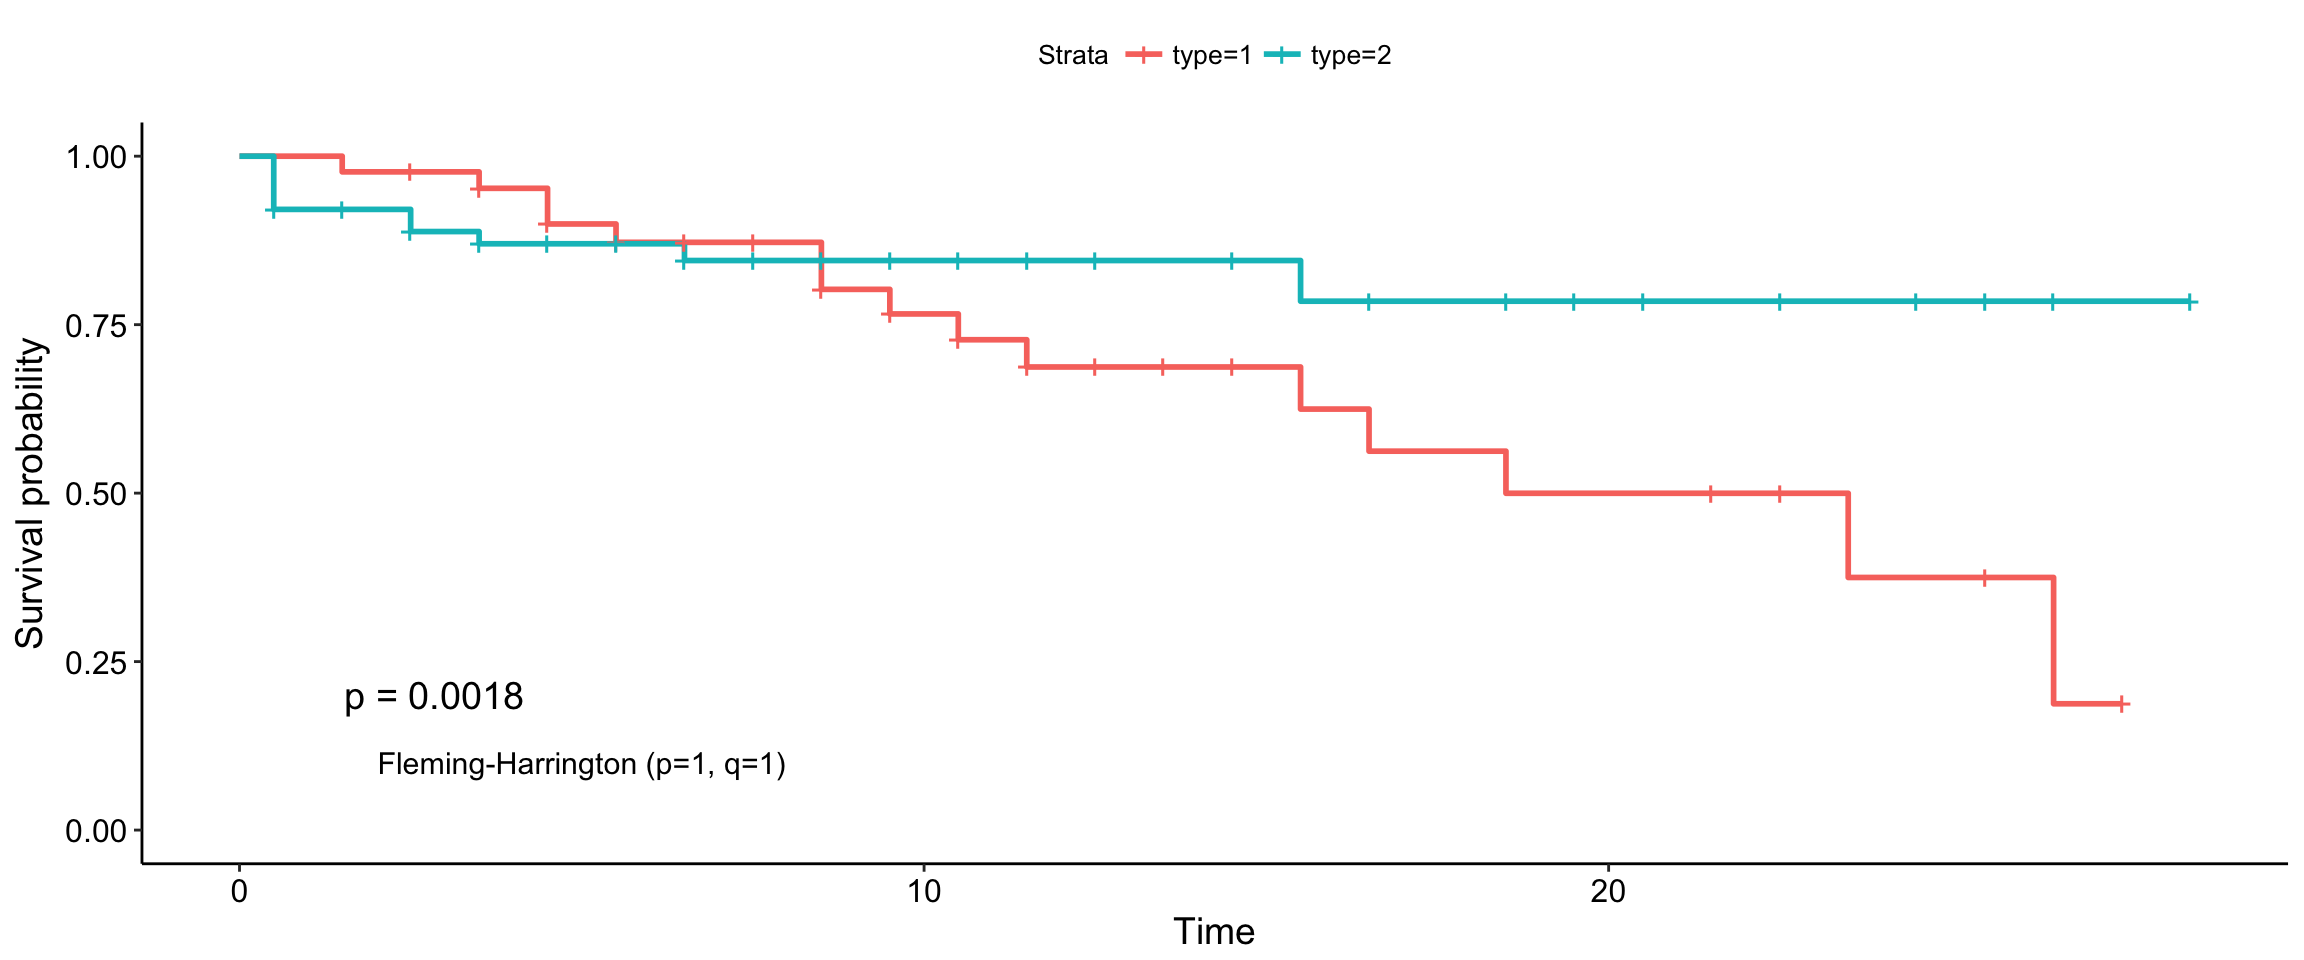 Strata type=1 type=2
Survival probability
1.00
0.75
0.50
0.25
0.00
p = 0.0018
Fleming-Harrington (p=1, q=1)
0 10 20
Time